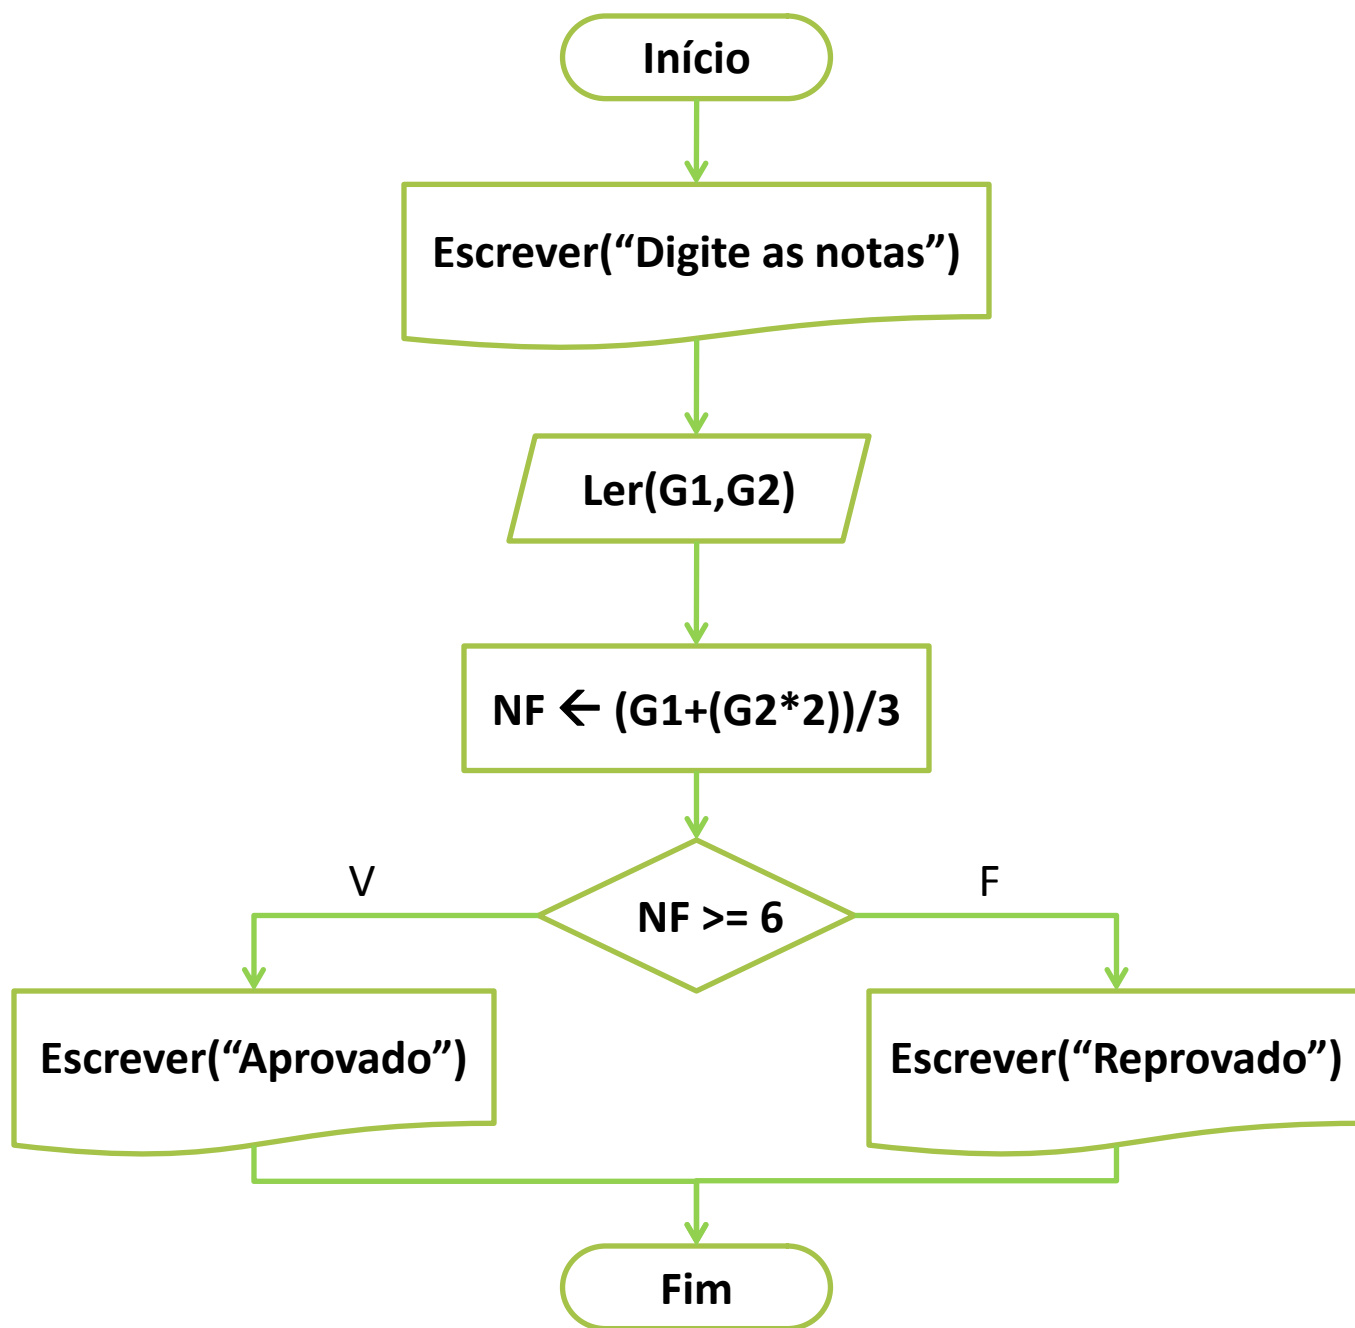 Início
Escrever(“Digite as notas”)
Ler(G1,G2)
NF ← (G1+(G2*2))/3
V
F
NF >= 6
Escrever(“Aprovado”)
Escrever(“Reprovado”)
Fim